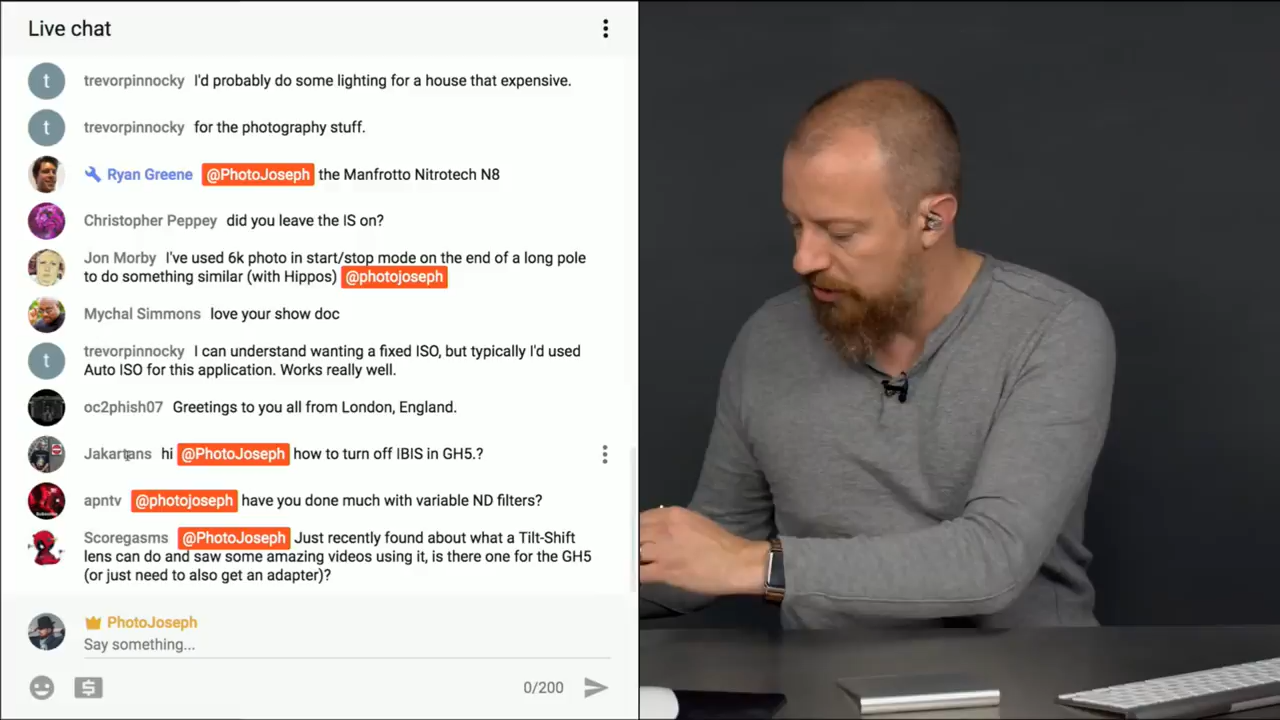 Live chat
t trevorpinnocky I'd probably do some lighting for a house that expensive.
t trevorpinnocky for the photography stuff.
Ryan Greene @PhotoJoseph the Manfrotto Nitrotech N8
Christopher Peppey did you leave the IS on?
Jon Morby I've used 6k photo in start/stop mode on the end of a long pole
to do something similar (with Hippos) @photojoseph
Mychal Simmons love your show doc
t trevorpinnocky I can understand wanting a fixed ISO, but typically I'd used
Auto ISO for this application. Works really well.
oc2phish07 Greetings to you all from London, England.
Jakartans hi @PhotoJoseph how to turn off IBIS in GH5.?
apntv @photojoseph have you done much with variable ND filters?
Scoregasms @PhotoJoseph Just recently found about what a Tilt-Shift
lens can do and saw some amazing videos using it, is there one for the GH5
(or just need to also get an adapter)?
PhotoJoseph
Say something...
$ 0/200